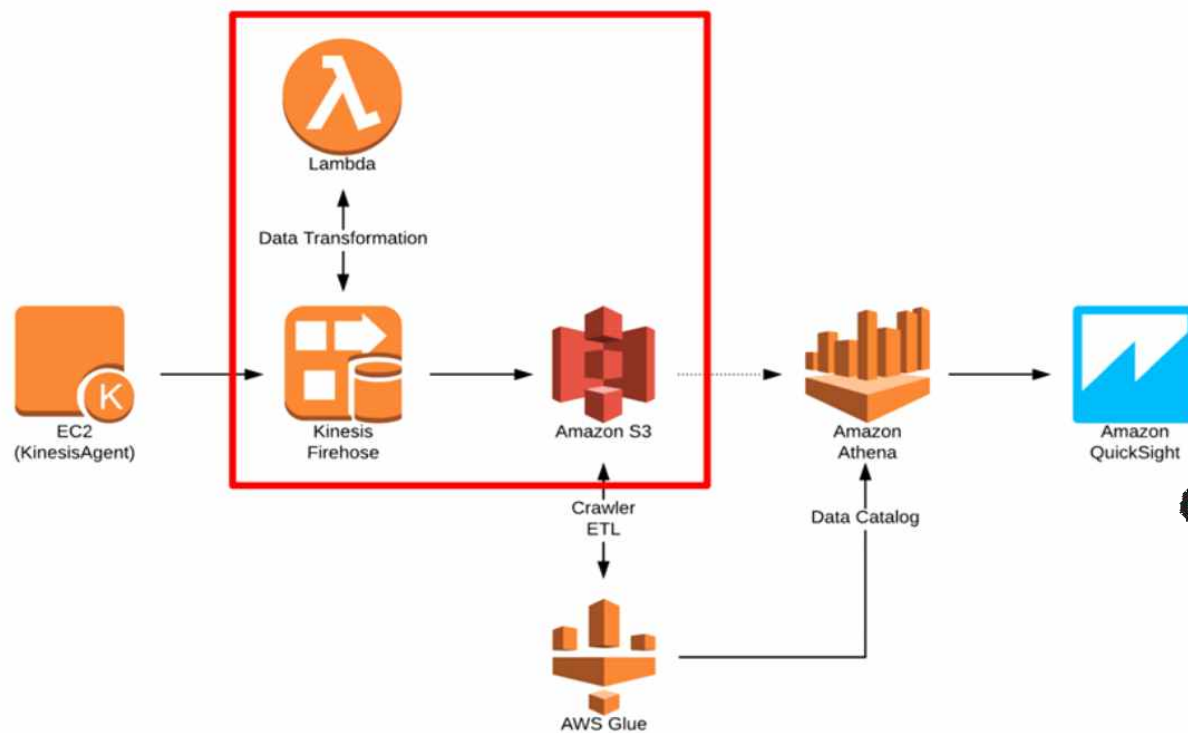 Lambda
Data Transformation
K
EC2
(KinesisAgent)
Kinesis
Firehose
Amazon S3
Amazon
Athena
Amazon
QuickSight
Crawler
ETL
Data Catalog
AWS Glue